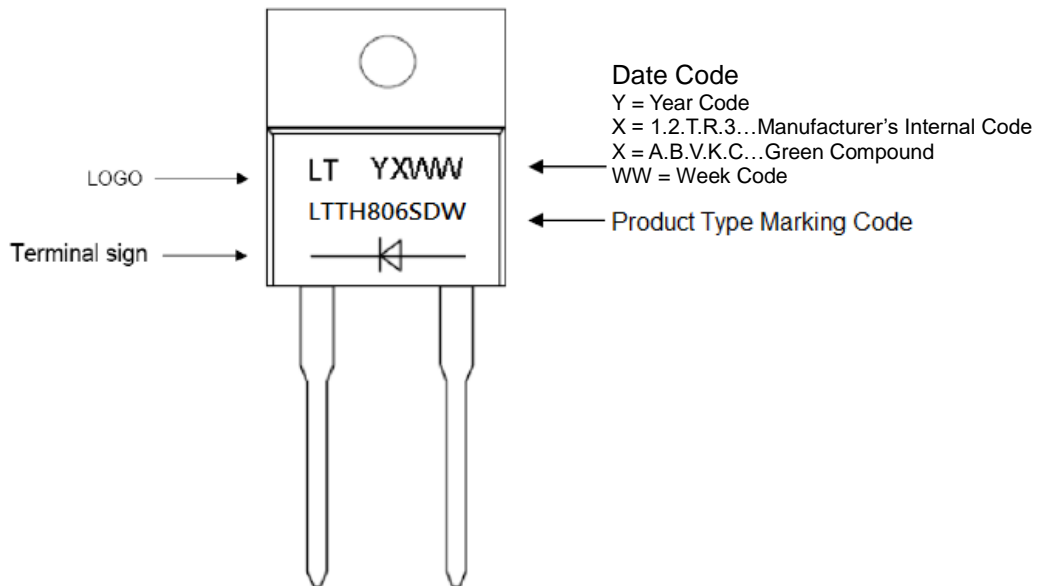 Date Code
Y = Year Code
X = 1.2.T.R.3…Manufacturer’s Internal Code
X = A.B.V.K.C…Green Compound
WW = Week Code
LOGO
LT YXWW
LTTH806SDW
Product Type Marking Code
Terminal sign